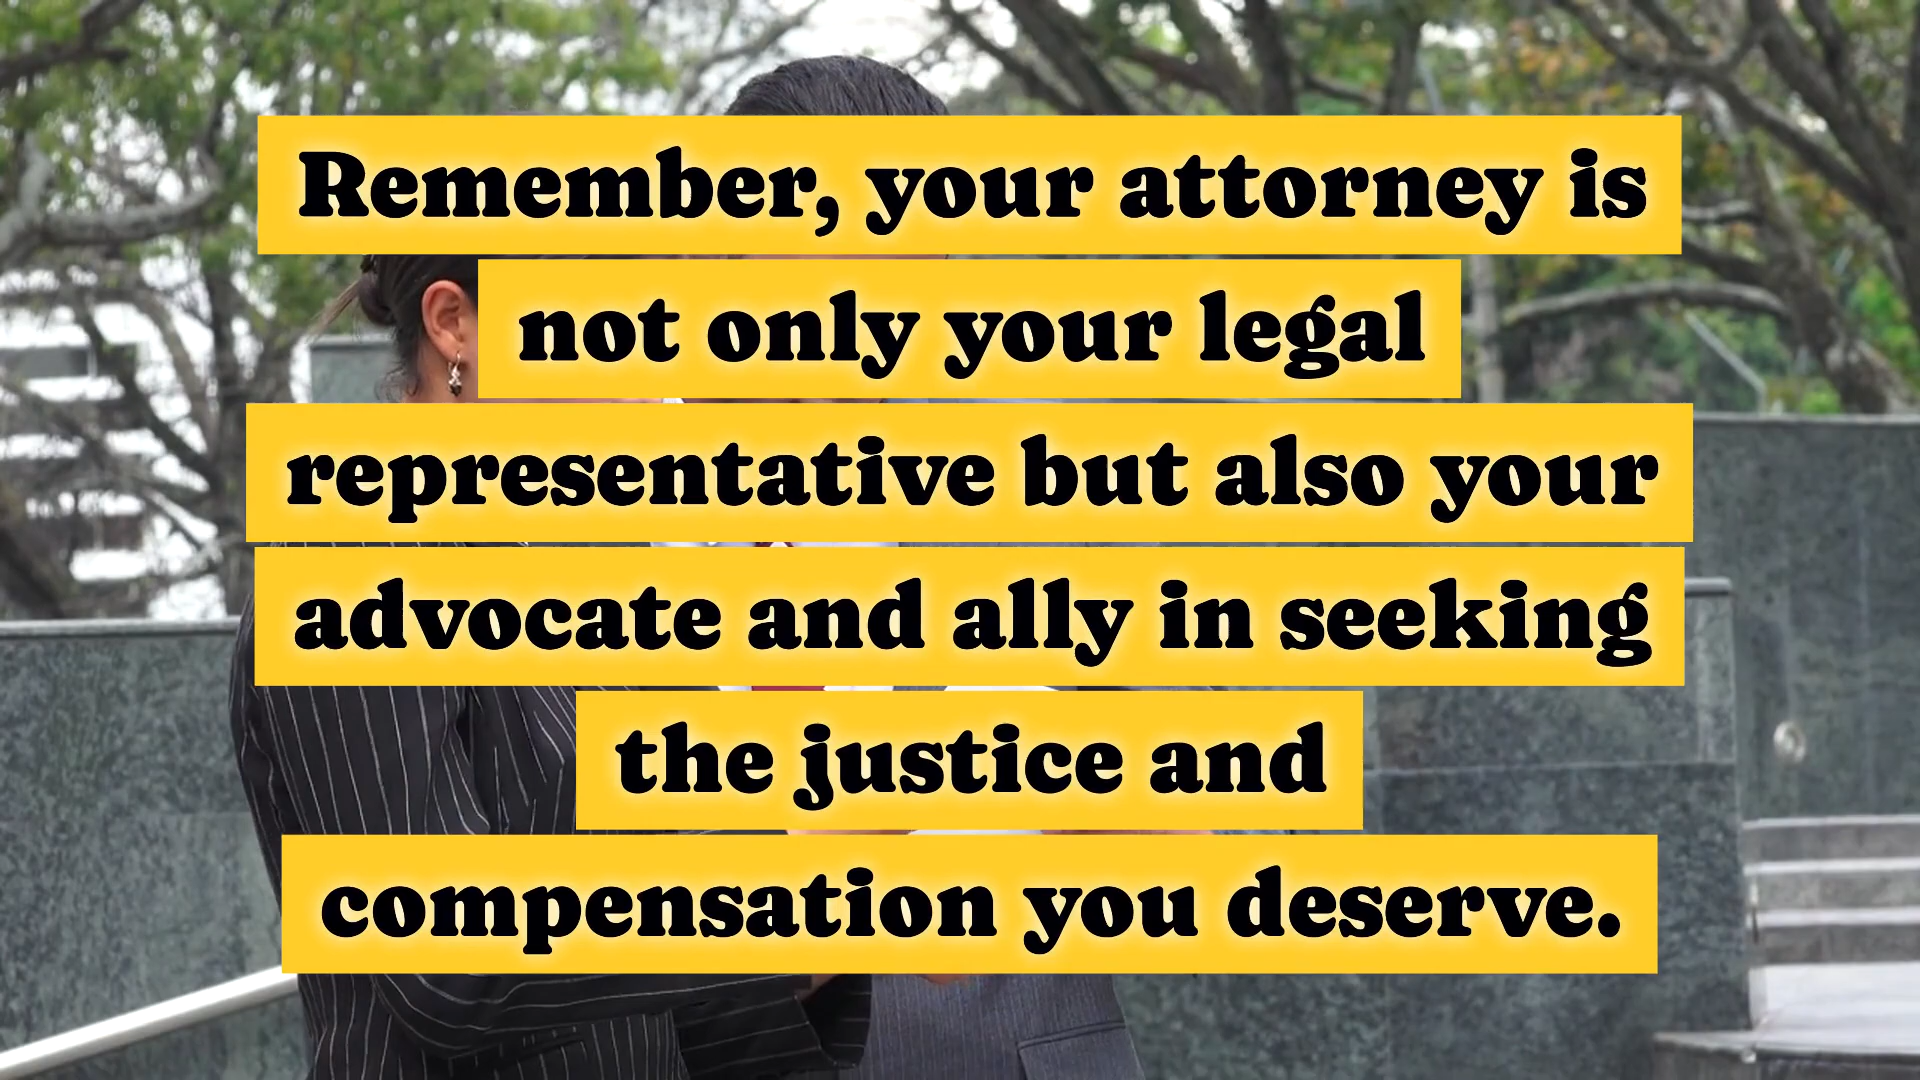 Remember, your attorney is
not only your legal
representative but also your
advocate and ally in seeking
the justice and
compensation you deserve.